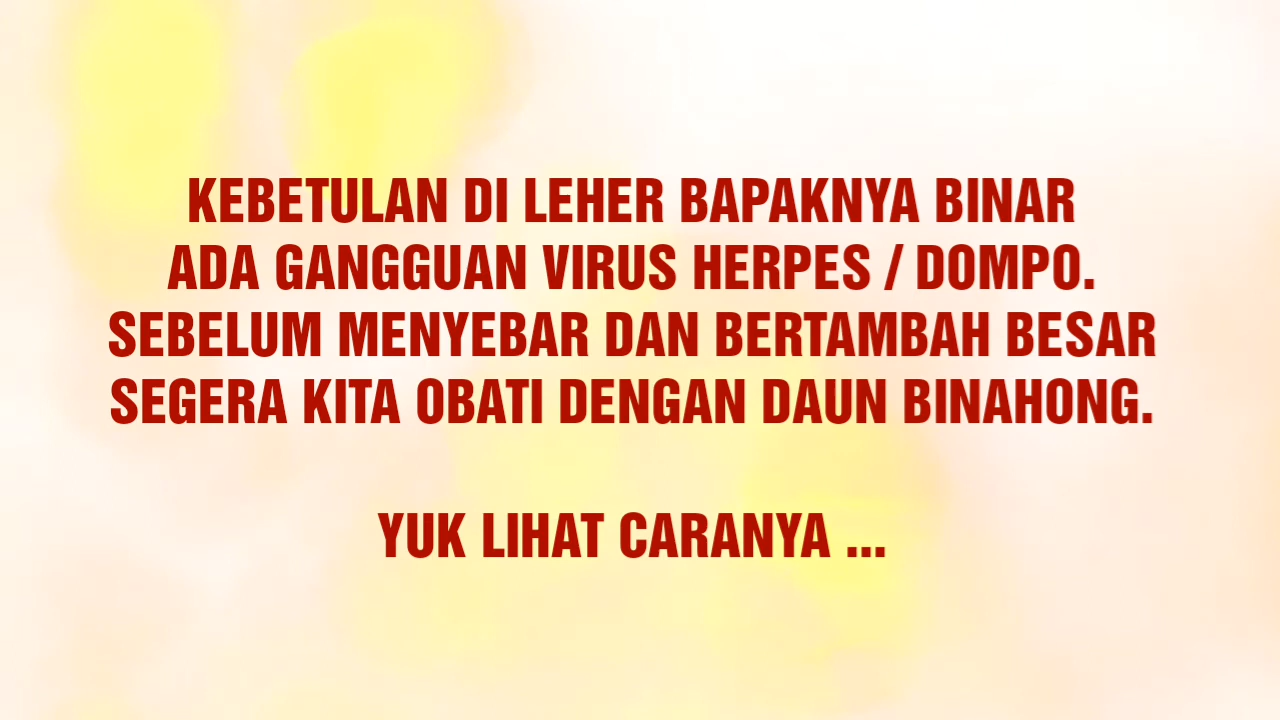 KEBETULAN DI LEHER BAPAKNYA BINAR
ADA GANGGUAN VIRUS HERPES / DOMPO.
SEBELUM MENYEBAR DAN BERTAMBAH BESAR
SEGERA KITA OBATI DENGAN DAUN BINAHONG.
YUK LIHAT CARANYA ...